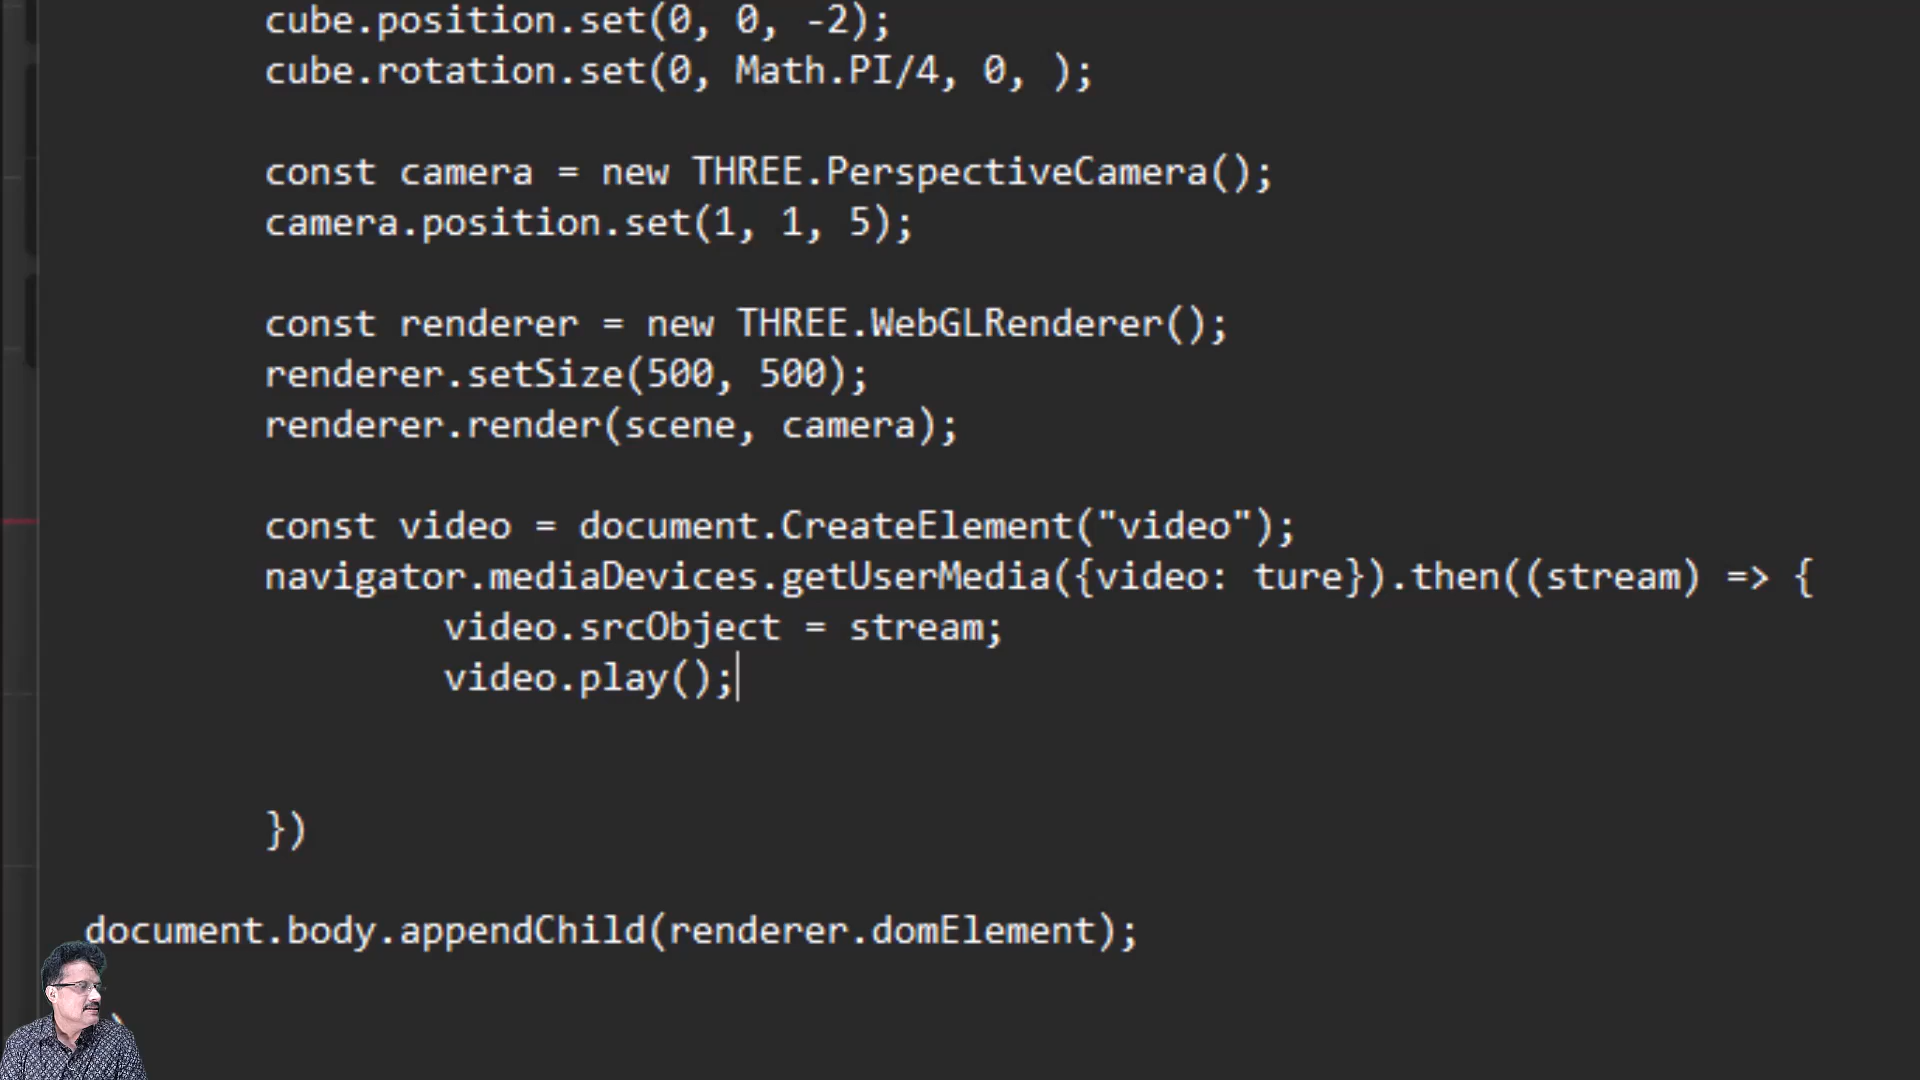 cube.position.set(0, 0, -2);
cube.rotation.set(0, Math.PI/4, 0, );
const camera = new THREE.PerspectiveCamera();
camera.position.set(1, 1, 5);
const renderer = new THREE.WebGLRenderer();
renderer.setSize(500, 500);
renderer.render(scene, camera);
const video = document.CreateElement("video");
navigator.mediaDevices.getUserMedia({video: ture}).then((stream) => {
video.srcObject = stream;
video.play();
})
document.body.appendChild(renderer.domElement);